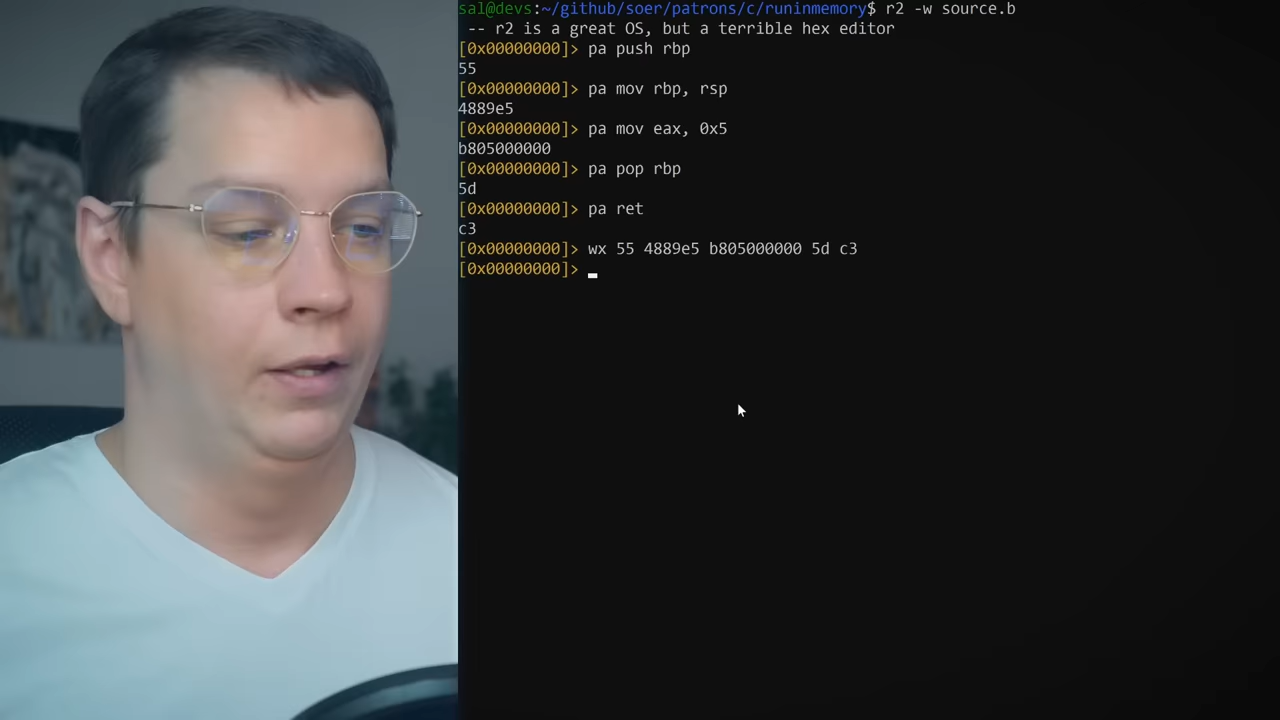 sal@devs:~/github/soer/patrons/c/runinmemory$ r2 -w source.b
 -- r2 is a great OS, but a terrible hex editor
[0x00000000]> pa push rbp
55
[0x00000000]> pa mov rbp, rsp
4889e5
[0x00000000]> pa mov eax, 0x5
b805000000
[0x00000000]> pa pop rbp
5d
[0x00000000]> pa ret
c3
[0x00000000]> wx 55 4889e5 b805000000 5d c3
[0x00000000]>